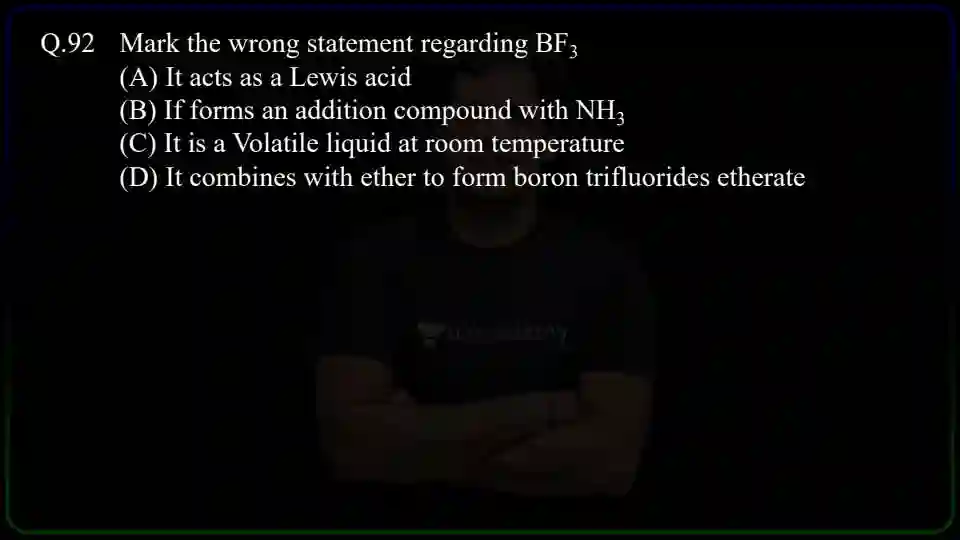 Q.92 Mark the wrong statement regarding BF₃
(A) It acts as a Lewis acid
(B) If forms an addition compound with NH₃
(C) It is a Volatile liquid at room temperature
(D) It combines with ether to form boron trifluorides etherate